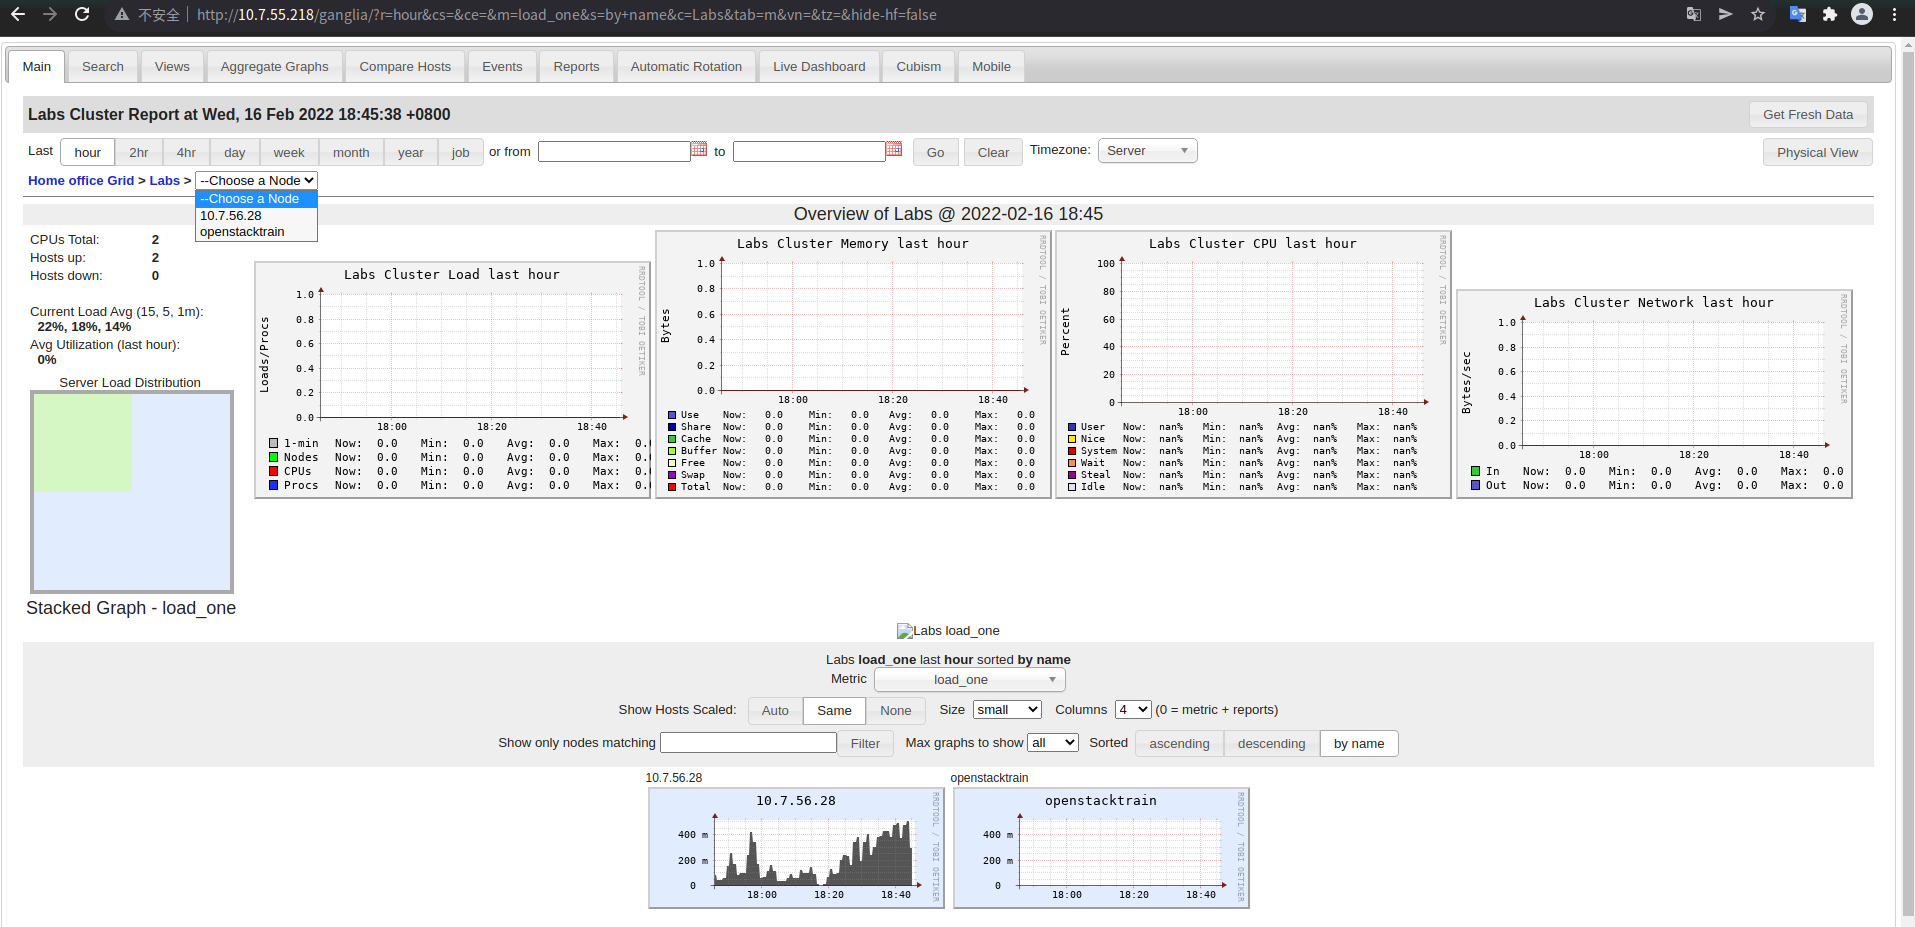 不安全 http://10.7.55.218/ganglia/?r=hour&cs=&ce=&m=load_one&s=by+name&c=Labs&tab=m&vn=&tz=&hide-hf=false
Main Search Views Aggregate Graphs Compare Hosts Events Reports Automatic Rotation Live Dashboard Cubism Mobile
Labs Cluster Report at Wed, 16 Feb 2022 18:45:38 +0800
Get Fresh Data
Last hour 2hr 4hr day week month year job or from to Go Clear Timezone: Server
Physical View
Home office Grid > Labs > --Choose a Node
--Choose a Node
10.7.56.28
openstacktrain
Overview of Labs @ 2022-02-16 18:45
CPUs Total: 2
Hosts up: 2
Hosts down: 0
Current Load Avg (15, 5, 1m):
22%, 18%, 14%
Avg Utilization (last hour):
0%
Server Load Distribution
Stacked Graph - load_one
Labs Cluster Load last hour
RRDTOOL / TOBI OETIKER
Loads/Procs
1.0
0.8
0.6
0.4
0.2
0.0
18:00 18:20 18:40
1-min Now: 0.0 Min: 0.0 Avg: 0.0 Max: 0.
Nodes Now: 0.0 Min: 0.0 Avg: 0.0 Max: 0.
CPUs Now: 0.0 Min: 0.0 Avg: 0.0 Max: 0.
Procs Now: 0.0 Min: 0.0 Avg: 0.0 Max: 0.
Labs Cluster Memory last hour
RRDTOOL / TOBI OETIKER
Bytes
1.0
0.8
0.6
0.4
0.2
0.0
18:00 18:20 18:40
Use Now: 0.0 Min: 0.0 Avg: 0.0 Max: 0.0
Share Now: 0.0 Min: 0.0 Avg: 0.0 Max: 0.0
Cache Now: 0.0 Min: 0.0 Avg: 0.0 Max: 0.0
Buffer Now: 0.0 Min: 0.0 Avg: 0.0 Max: 0.0
Free Now: 0.0 Min: 0.0 Avg: 0.0 Max: 0.0
Swap Now: 0.0 Min: 0.0 Avg: 0.0 Max: 0.0
Total Now: 0.0 Min: 0.0 Avg: 0.0 Max: 0.0
Labs Cluster CPU last hour
RRDTOOL / TOBI OETIKER
Percent
100
80
60
40
20
0
18:00 18:20 18:40
User Now: nan% Min: nan% Avg: nan% Max: nan%
Nice Now: nan% Min: nan% Avg: nan% Max: nan%
System Now: nan% Min: nan% Avg: nan% Max: nan%
Wait Now: nan% Min: nan% Avg: nan% Max: nan%
Steal Now: nan% Min: nan% Avg: nan% Max: nan%
Idle Now: nan% Min: nan% Avg: nan% Max: nan%
Labs Cluster Network last hour
RRDTOOL / TOBI OETIKER
Bytes/sec
1.0
0.8
0.6
0.4
0.2
0.0
18:00 18:20 18:40
In Now: 0.0 Min: 0.0 Avg: 0.0 Max: 0.0
Out Now: 0.0 Min: 0.0 Avg: 0.0 Max: 0.0
Labs load_one
Labs load_one last hour sorted by name
Metric load_one
Show Hosts Scaled: Auto Same None Size small Columns 4 (0 = metric + reports)
Show only nodes matching Filter Max graphs to show all Sorted ascending descending by name
10.7.56.28
10.7.56.28
RRDTOOL / TOBI OETIKER
400 m
200 m
0
18:00 18:20 18:40
openstacktrain
openstacktrain
RRDTOOL / TOBI OETIKER
400 m
200 m
0
18:00 18:20 18:40